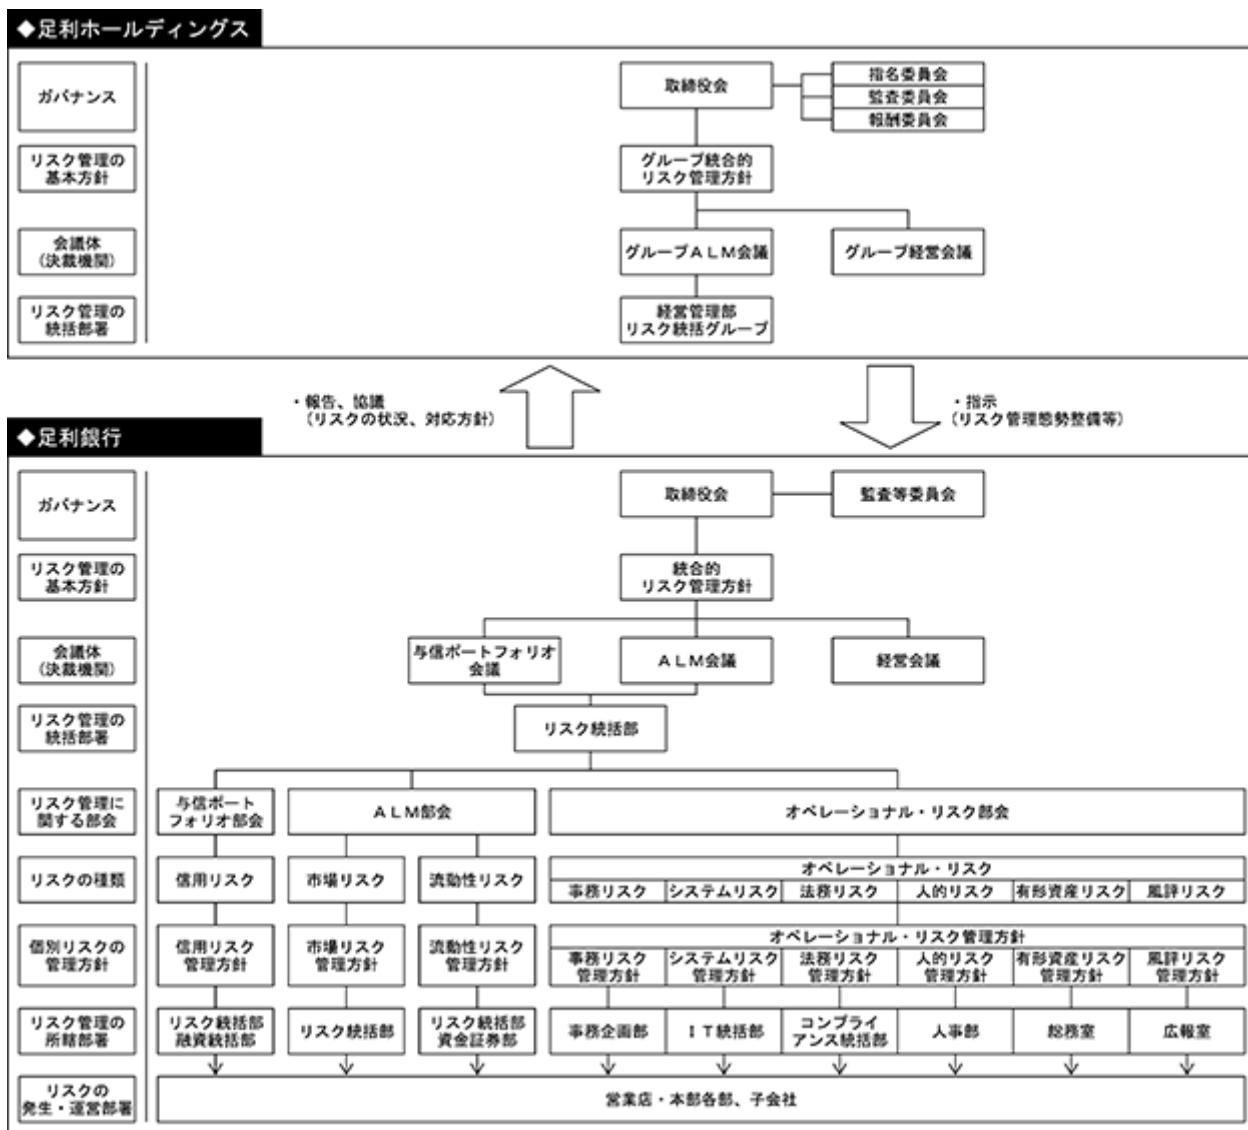 ◆足利ホールディングス
ガバナンス
取締役会
指名委員会
監査委員会
報酬委員会
リスク管理の
基本方針
グループ統合的
リスク管理方針
会議体
(決裁機関)
グループＡＬＭ会議
グループ経営会議
リスク管理の
統括部署
経営管理部
リスク統括グループ
・報告、協議
(リスクの状況、対応方針)
・指示
(リスク管理態勢整備等)
◆足利銀行
ガバナンス
取締役会
監査等委員会
リスク管理の
基本方針
統合的
リスク管理方針
会議体
(決裁機関)
与信ポートフォリオ
会議
ＡＬＭ会議
経営会議
リスク管理の
統括部署
リスク統括部
リスク管理に
関する部会
与信ポート
フォリオ部会
ＡＬＭ部会
オペレーショナル・リスク部会
リスクの種類
信用リスク
市場リスク
流動性リスク
オペレーショナル・リスク
事務リスク
システムリスク
法務リスク
人的リスク
有形資産リスク
風評リスク
個別リスクの
管理方針
信用リスク
管理方針
市場リスク
管理方針
流動性リスク
管理方針
オペレーショナル・リスク管理方針
事務リスク
管理方針
システムリスク
管理方針
法務リスク
管理方針
人的リスク
管理方針
有形資産リスク
管理方針
風評リスク
管理方針
リスク管理の
所轄部署
リスク統括部
融資統括部
リスク統括部
リスク統括部
資金証券部
事務企画部
ＩＴ統括部
コンプライ
アンス統括部
人事部
総務室
広報室
リスクの
発生・運営部署
営業店・本部各部、子会社